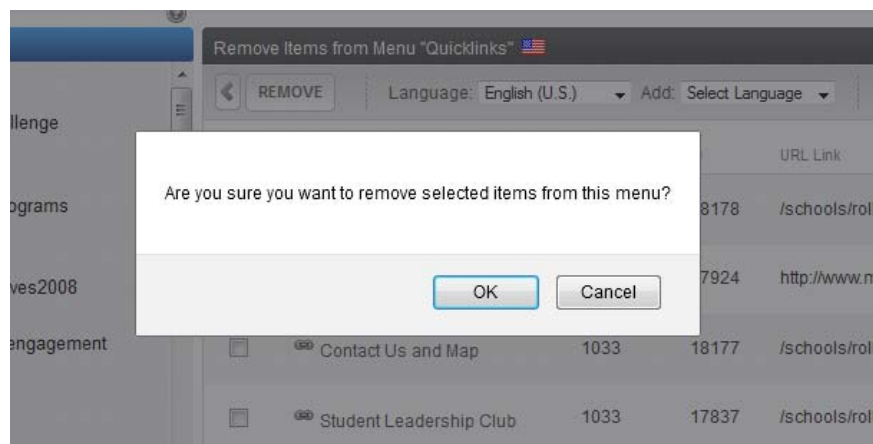 Remove Items from Menu "Quicklinks"
REMOVE Language: English (U.S.) Add: Select Language
llenge
URL Link
Are you sure you want to remove selected items from this menu?
ograms 8178 /schools/rol
ves2008 7924 http://www.m
OK Cancel
engagement
Contact Us and Map 1033 18177 /schools/rol
Student Leadership Club 1033 17837 /schools/rol